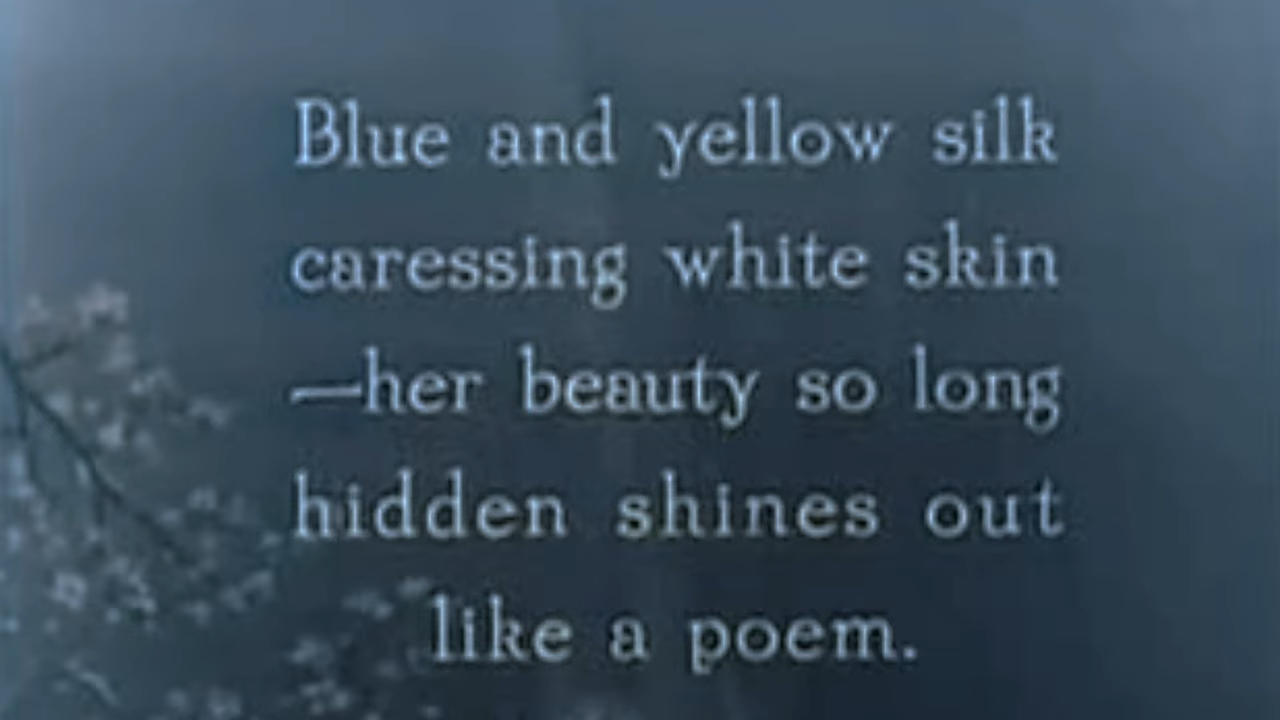 Blue and yellow silk
caressing white skin
—her beauty so long
hidden shines out
like a poem.